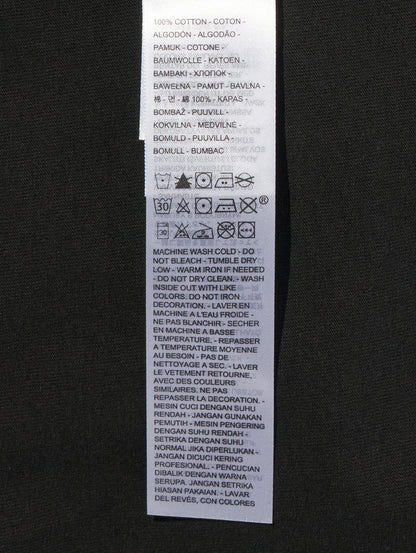 100% COTTON - COTON -
ALGODÓN - ALGODÃO -
PAMUK - COTONE -
BAUMWOLLE - KATOEN -
BAMBAKI - ХЛОПОК -
BAWEŁNA - PAMUT - BAVLNA -
棉 - 면 - 綿 100% - KAPAS -
BOMBAŽ - PUUVILL -
KOKVILNA - MEDVILNĖ -
BOMULD - PUUVILLA -
BOMULL - BUMBAC
30
®
30
MACHINE WASH COLD - DO
NOT BLEACH - TUMBLE DRY
LOW - WARM IRON IF NEEDED
- DO NOT DRY CLEAN. - WASH
INSIDE OUT WITH LIKE
COLORS. DO NOT IRON
DECORATION. - LAVER EN
MACHINE A L'EAU FROIDE -
NE PAS BLANCHIR - SECHER
EN MACHINE A BASSE
TEMPERATURE. - REPASSER
A TEMPERATURE MOYENNE
AU BESOIN - PAS DE
NETTOYAGE A SEC. - LAVER
LE VETEMENT RETOURNE,
AVEC DES COULEURS
SIMILAIRES. NE PAS
REPASSER LA DECORATION. -
MESIN CUCI DENGAN SUHU
RENDAH - JANGAN GUNAKAN
PEMUTIH - MESIN PENGERING
DENGAN SUHU RENDAH -
SETRIKA DENGAN SUHU
NORMAL JIKA DIPERLUKAN -
JANGAN DICUCI KERING
PROFESIONAL. - PENCUCIAN
DIBALIK DENGAN WARNA
SERUPA. JANGAN SETRIKA
HIASAN PAKAIAN. - LAVAR
DEL REVÉS, CON COLORES